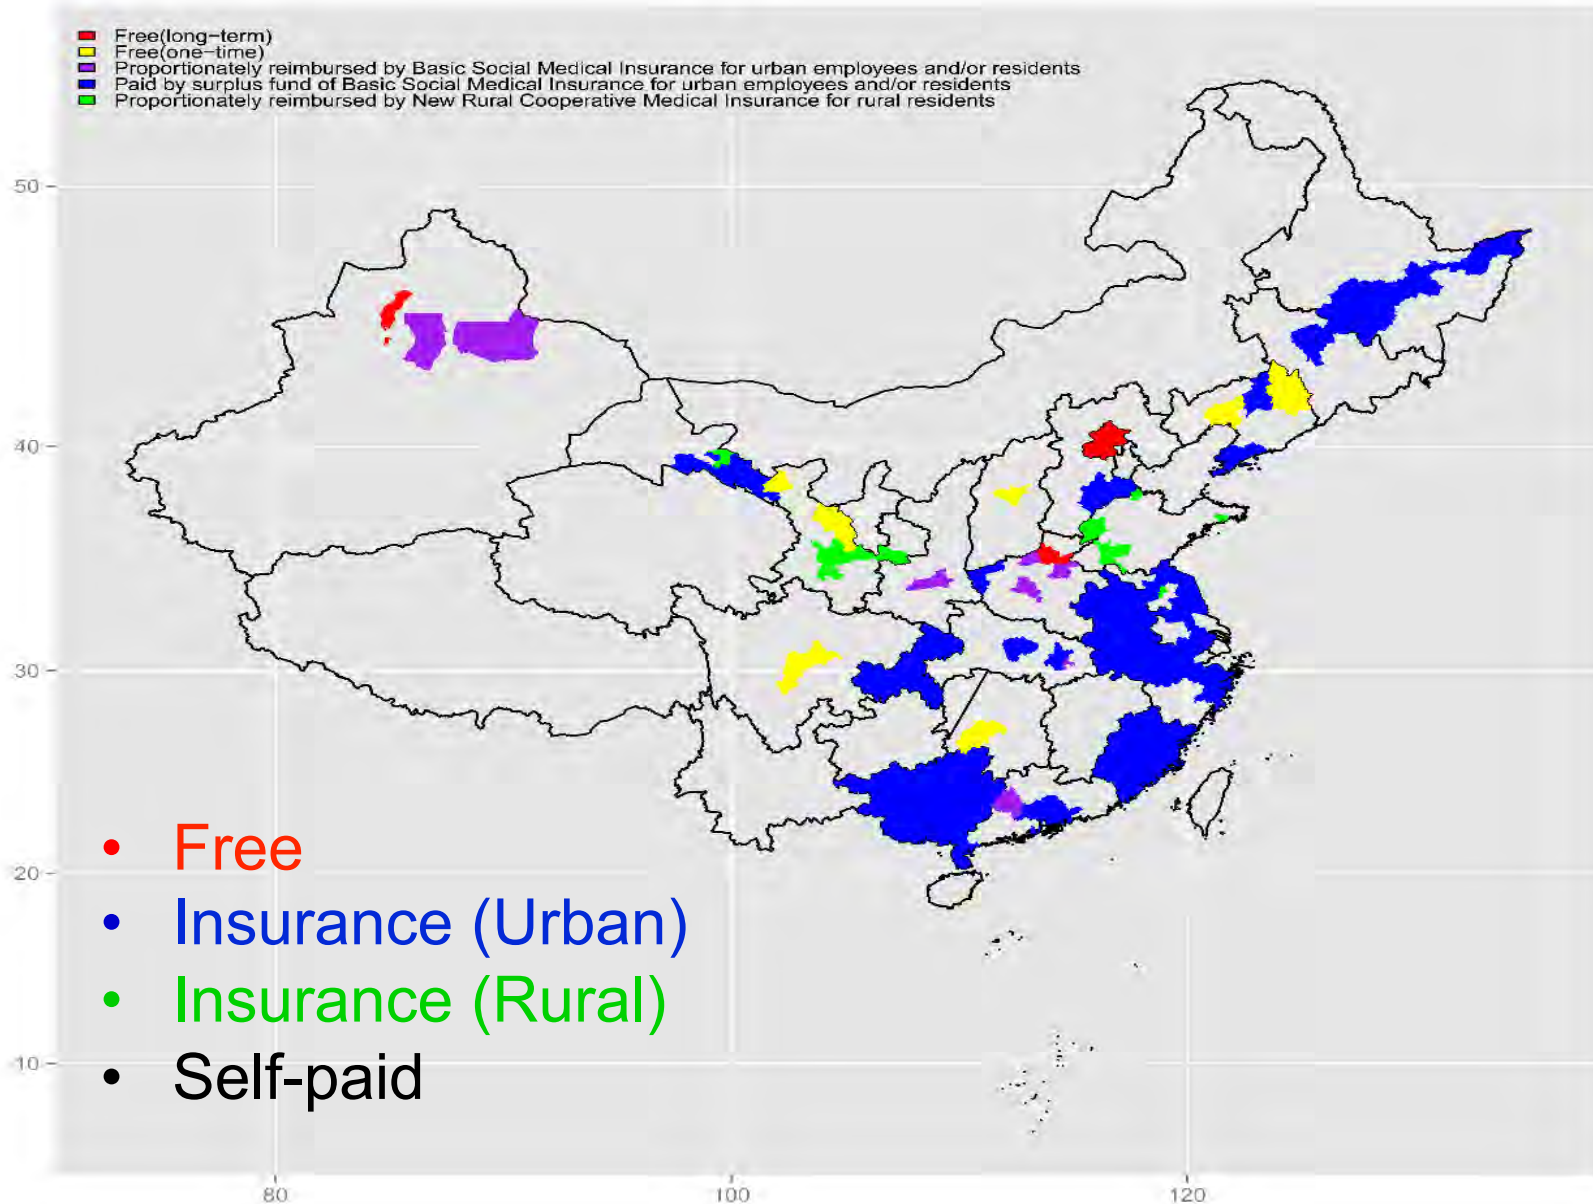 Free(long-term)
Free(one-time)
Proportionately reimbursed by Basic Social Medical Insurance for urban employees and/or residents
Paid by surplus fund of Basic Social Medical Insurance for urban employees and/or residents
Proportionately reimbursed by New Rural Cooperative Medical Insurance for rural residents
50
40
30
20
10
• Free
• Insurance (Urban)
• Insurance (Rural)
• Self-paid
80 100 120